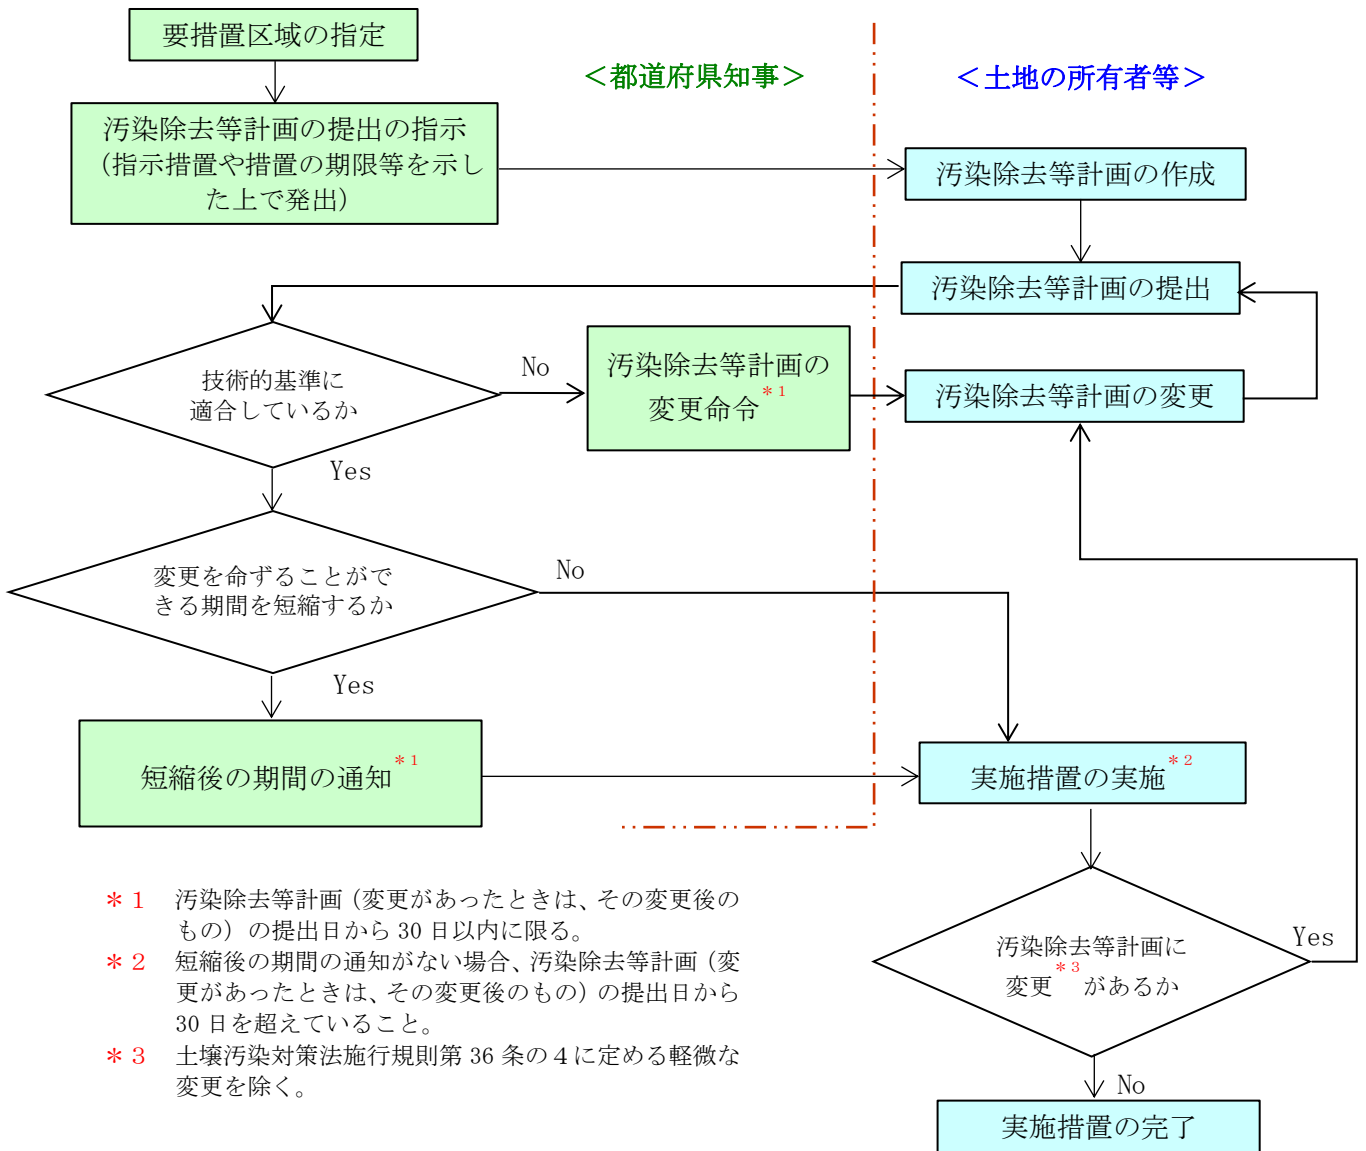 要措置区域の指定
＜都道府県知事＞
＜土地の所有者等＞
汚染除去等計画の提出の指示
（指示措置や措置の期限等を示し
た上で発出）
汚染除去等計画の作成
汚染除去等計画の提出
技術的基準に
適合しているか
No
汚染除去等計画の
変更命令＊1
汚染除去等計画の変更
Yes
変更を命ずることがで
きる期間を短縮するか
No
Yes
短縮後の期間の通知＊1
実施措置の実施＊2
＊１ 汚染除去等計画（変更があったときは、その変更後の
もの）の提出日から 30 日以内に限る。
＊２ 短縮後の期間の通知がない場合、汚染除去等計画（変
更があったときは、その変更後のもの）の提出日から
30 日を超えていること。
＊３ 土壌汚染対策法施行規則第 36 条の４に定める軽微な
変更を除く。
汚染除去等計画に
変更＊3があるか
Yes
No
実施措置の完了